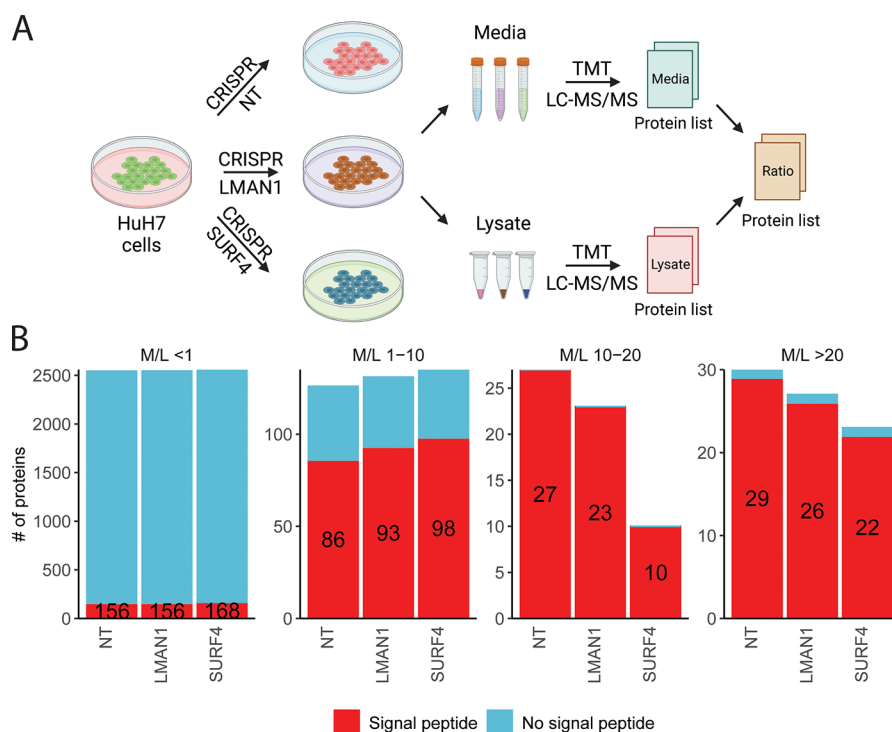 A
CRISPR
NT
CRISPR
LMAN1
CRISPR
SURF4
HuH7
cells
Media
TMT
LC-MS/MS
Media
Protein list
Lysate
TMT
LC-MS/MS
Lysate
Protein list
Ratio
Protein list
B
M/L <1
M/L 1−10
M/L 10−20
M/L >20
# of proteins
2500
2000
1500
1000
500
0
156
156
168
NT
LMAN1
SURF4
100
50
0
86
93
98
NT
LMAN1
SURF4
25
20
15
10
5
0
27
23
10
NT
LMAN1
SURF4
30
20
10
0
29
26
22
NT
LMAN1
SURF4
Signal peptide
No signal peptide